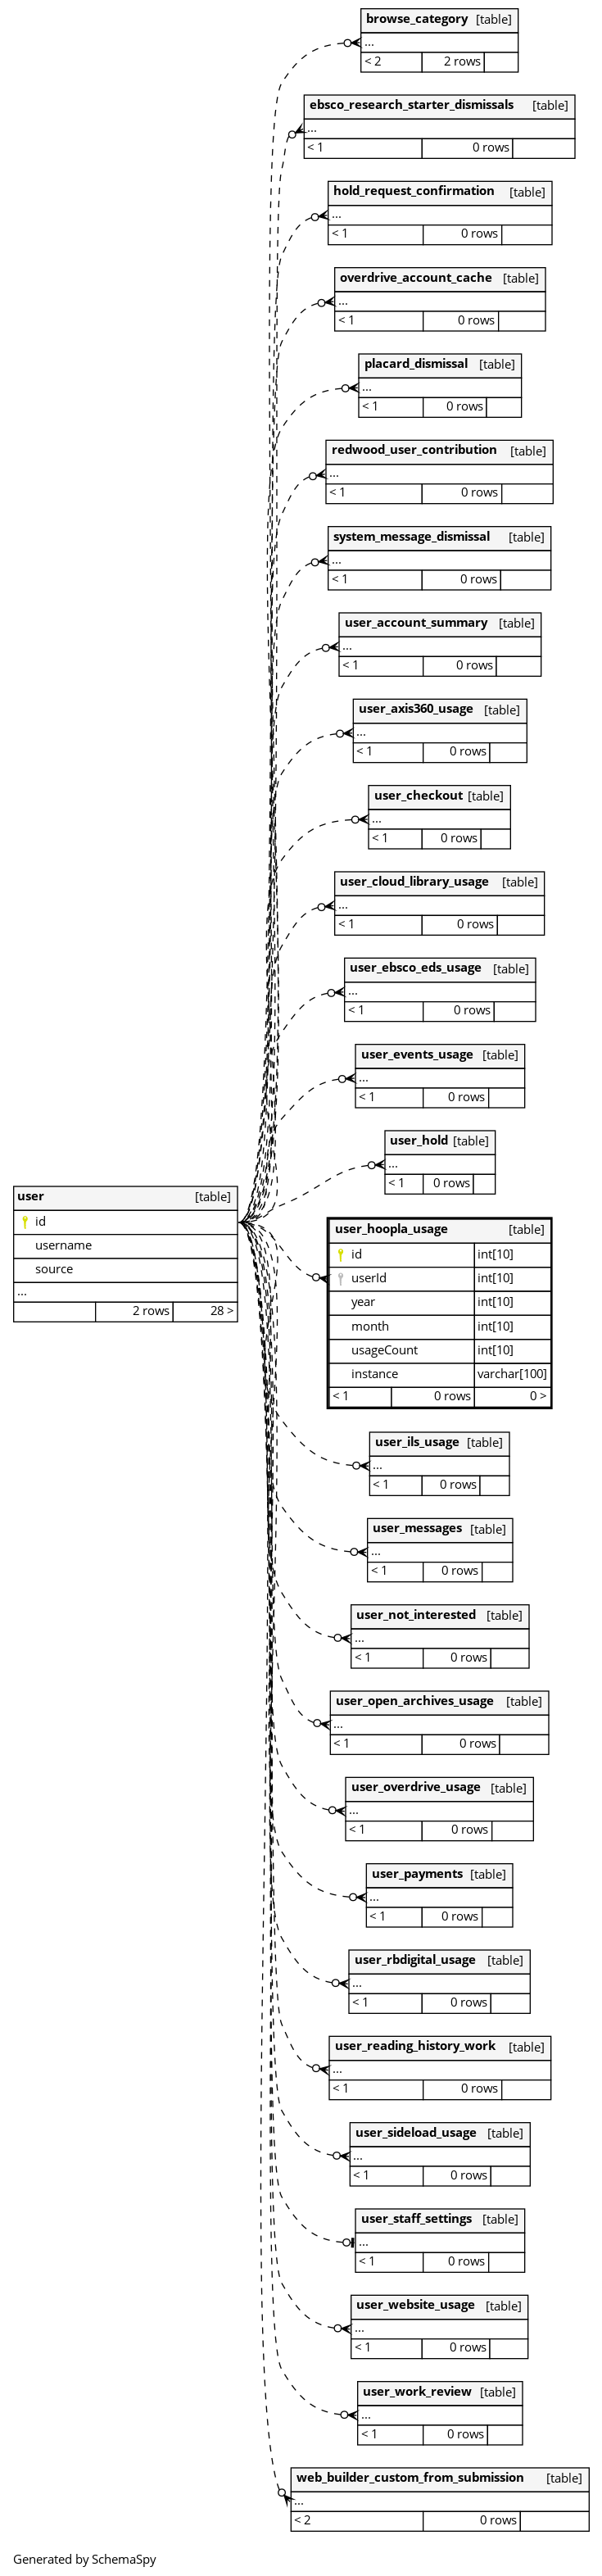 browse_category [table]
...
< 2 2 rows
ebsco_research_starter_dismissals [table]
...
< 1 0 rows
hold_request_confirmation [table]
...
< 1 0 rows
overdrive_account_cache [table]
...
< 1 0 rows
placard_dismissal [table]
...
< 1 0 rows
redwood_user_contribution [table]
...
< 1 0 rows
system_message_dismissal [table]
...
< 1 0 rows
user_account_summary [table]
...
< 1 0 rows
user_axis360_usage [table]
...
< 1 0 rows
user_checkout [table]
...
< 1 0 rows
user_cloud_library_usage [table]
...
< 1 0 rows
user_ebsco_eds_usage [table]
...
< 1 0 rows
user_events_usage [table]
...
< 1 0 rows
user_hold [table]
...
< 1 0 rows
user [table]
id
username
source
...
2 rows 28 >
user_hoopla_usage [table]
id int[10]
userId int[10]
year int[10]
month int[10]
usageCount int[10]
instance varchar[100]
< 1 0 rows 0 >
user_ils_usage [table]
...
< 1 0 rows
user_messages [table]
...
< 1 0 rows
user_not_interested [table]
...
< 1 0 rows
user_open_archives_usage [table]
...
< 1 0 rows
user_overdrive_usage [table]
...
< 1 0 rows
user_payments [table]
...
< 1 0 rows
user_rbdigital_usage [table]
...
< 1 0 rows
user_reading_history_work [table]
...
< 1 0 rows
user_sideload_usage [table]
...
< 1 0 rows
user_staff_settings [table]
...
< 1 0 rows
user_website_usage [table]
...
< 1 0 rows
user_work_review [table]
...
< 1 0 rows
web_builder_custom_from_submission [table]
...
< 2 0 rows
Generated by SchemaSpy